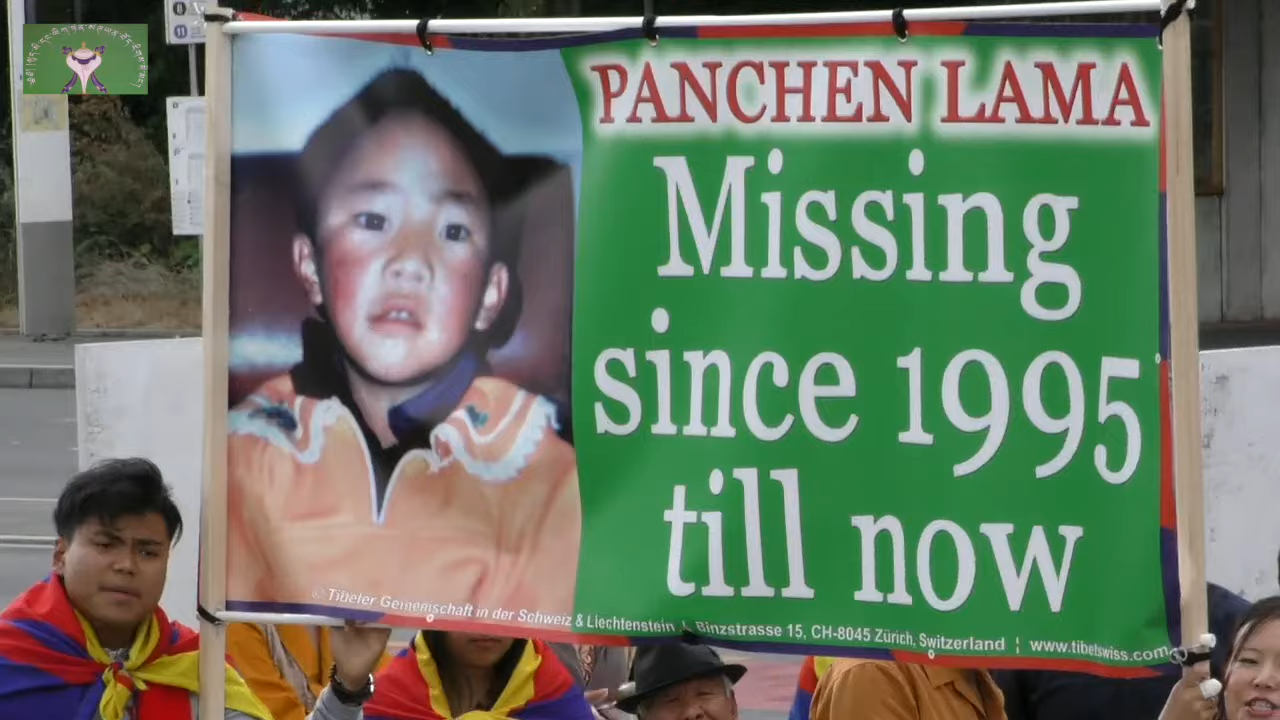 PANCHEN LAMA
Missing
since 1995
till now
© Tibeler Gemeinschaft in der Schweiz & Liechtenstein | Binzstrasse 15, CH-8045 Zürich, Switzerland ¦ www.tibetswiss.com